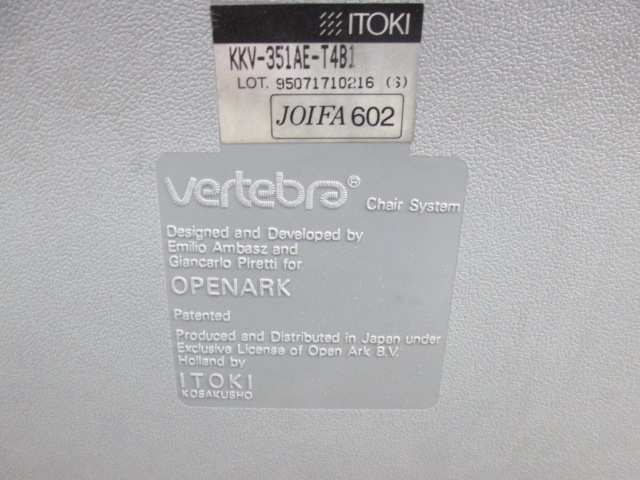 ITOKI
KKV-351AE-T4B1
LOT. 95071710216 (S)
JOIFA 602
vertebra® Chair System
Designed and Developed by
Emilio Ambasz and
Giancarlo Piretti for
OPENARK
Patented
Produced and Distributed in Japan under
Exclusive License of Open Ark B.V.
Holland by
ITOKI
KOSAKUSHO